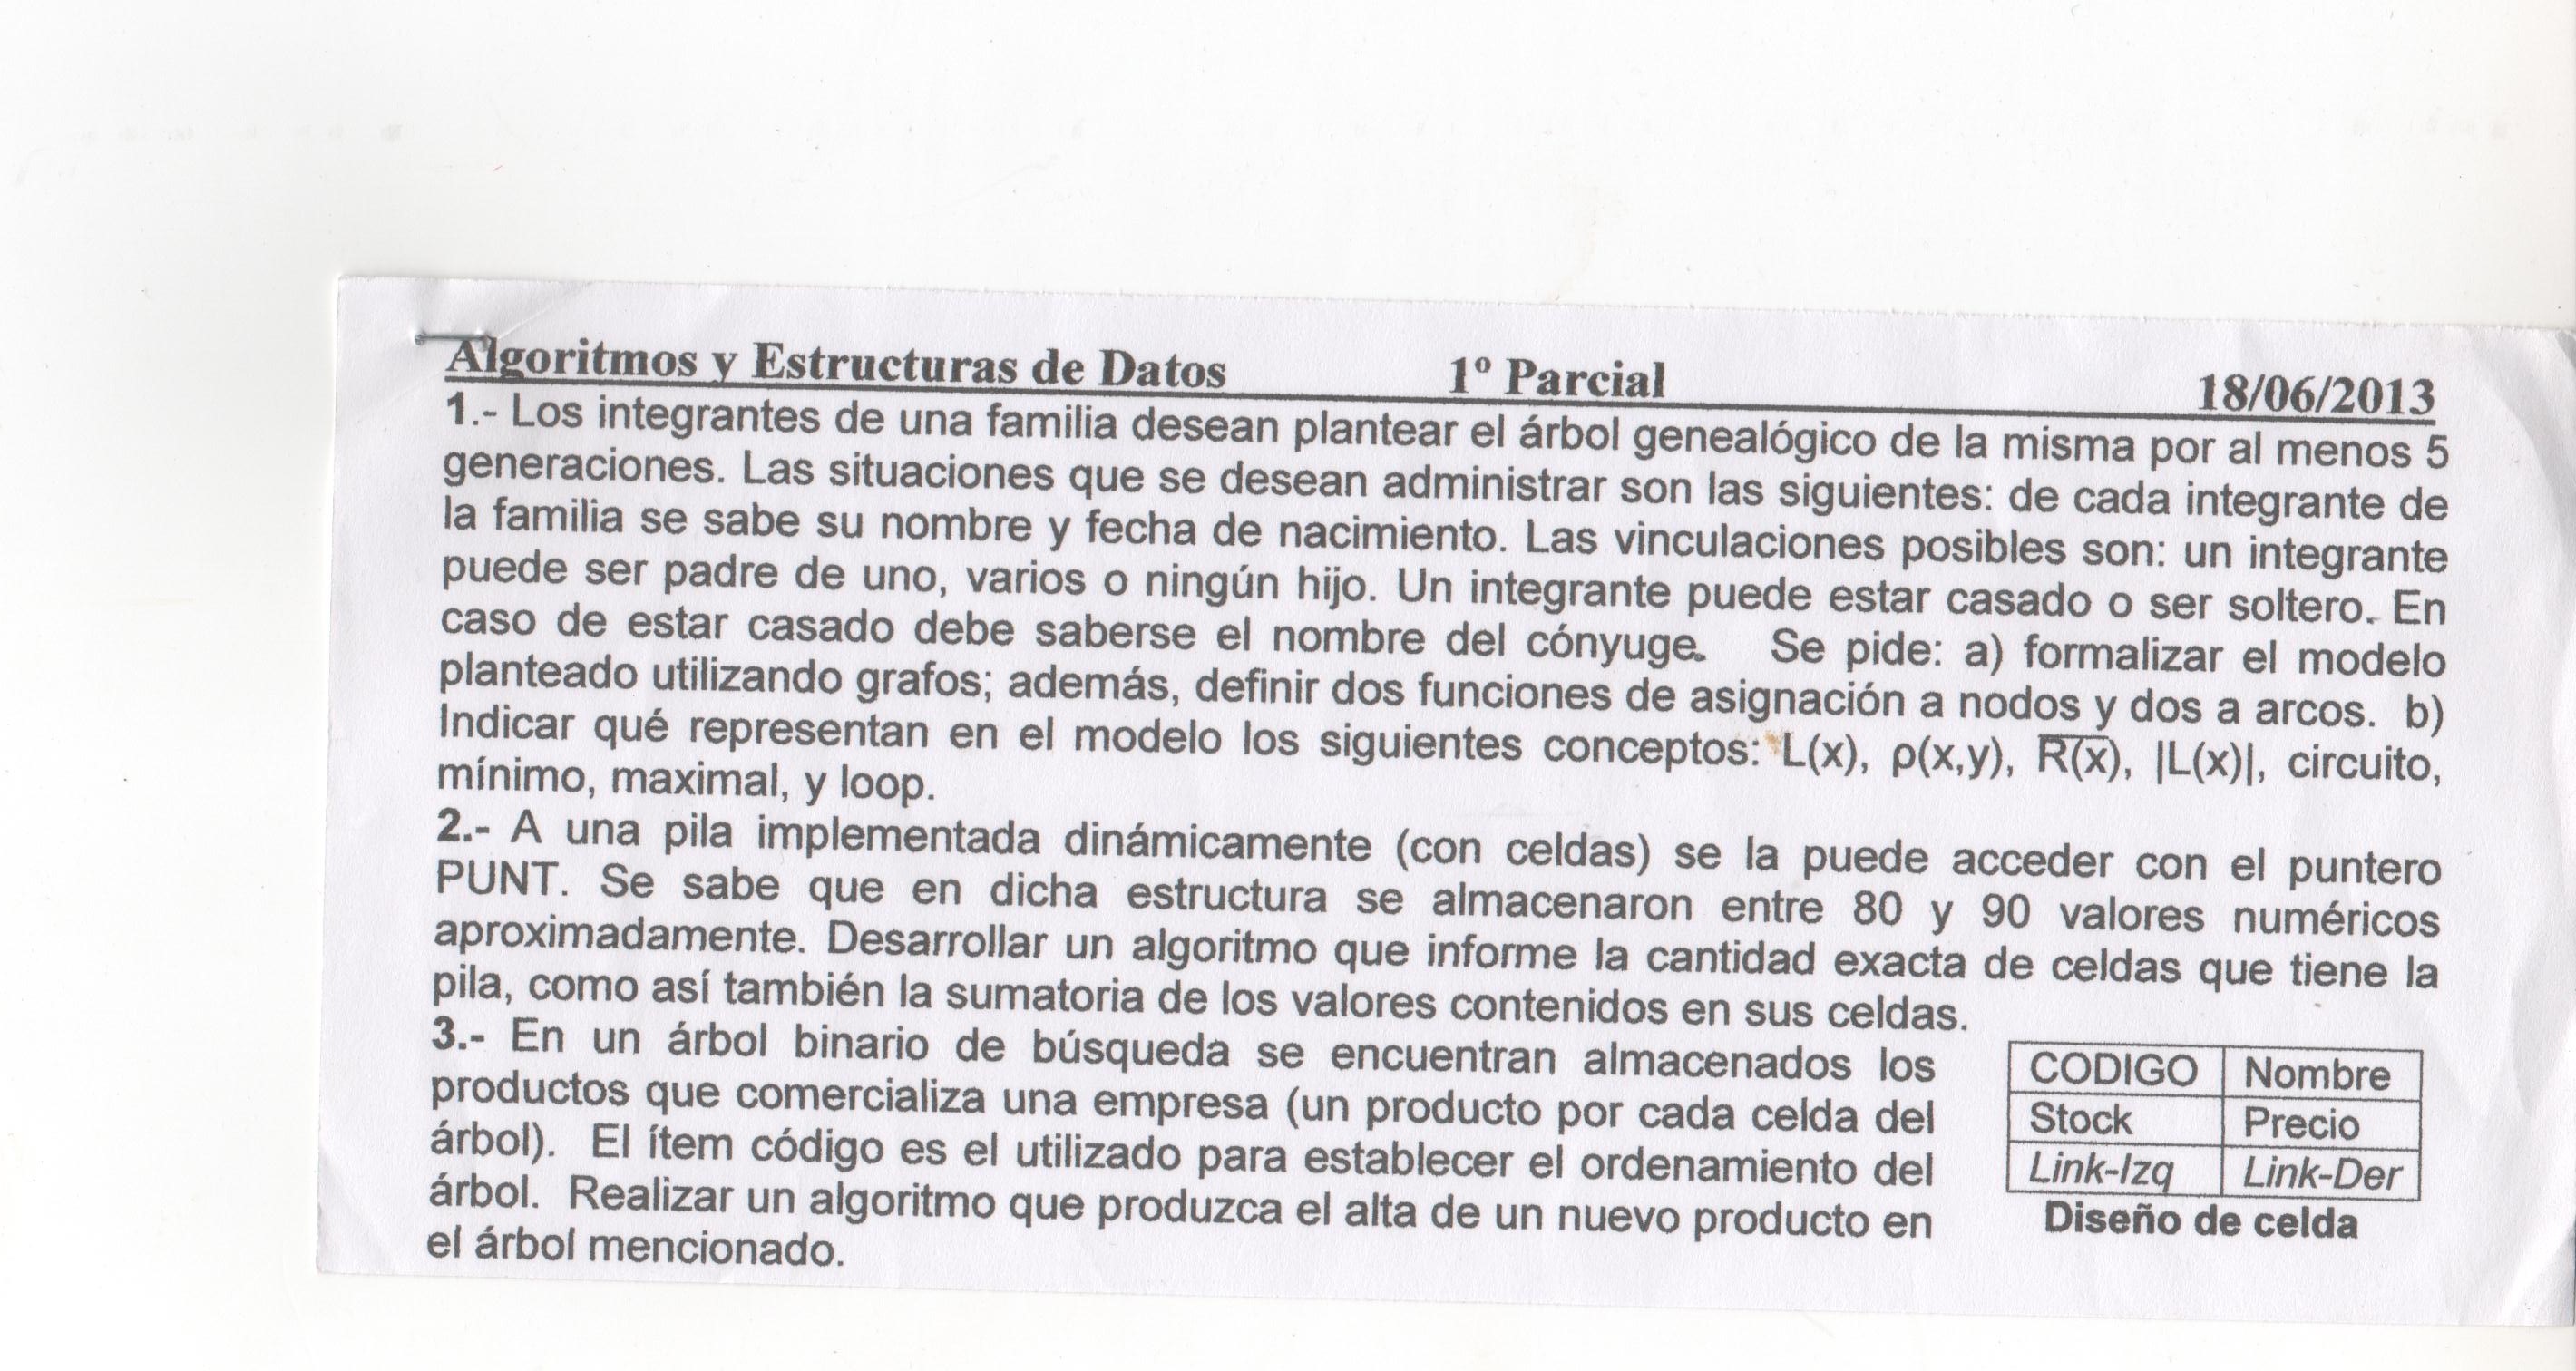 Algoritmos y Estructuras de Datos 1º Parcial 18/06/2013
1.- Los integrantes de una familia desean plantear el árbol genealógico de la misma por al menos 5
generaciones. Las situaciones que se desean administrar son las siguientes: de cada integrante de
la familia se sabe su nombre y fecha de nacimiento. Las vinculaciones posibles son: un integrante
puede ser padre de uno, varios o ningún hijo. Un integrante puede estar casado o ser soltero. En
caso de estar casado debe saberse el nombre del cónyuge. Se pide: a) formalizar el modelo
planteado utilizando grafos; además, definir dos funciones de asignación a nodos y dos a arcos. b)
Indicar qué representan en el modelo los siguientes conceptos: L(x), ρ(x,y), R̅(̅x̅)̅, |L(x)|, circuito,
mínimo, maximal, y loop.
2.- A una pila implementada dinámicamente (con celdas) se la puede acceder con el puntero
PUNT. Se sabe que en dicha estructura se almacenaron entre 80 y 90 valores numéricos
aproximadamente. Desarrollar un algoritmo que informe la cantidad exacta de celdas que tiene la
pila, como así también la sumatoria de los valores contenidos en sus celdas.
3.- En un árbol binario de búsqueda se encuentran almacenados los
productos que comercializa una empresa (un producto por cada celda del
árbol). El ítem código es el utilizado para establecer el ordenamiento del
árbol. Realizar un algoritmo que produzca el alta de un nuevo producto en
el árbol mencionado.
CODIGO Nombre
Stock Precio
Link-Izq Link-Der
Diseño de celda